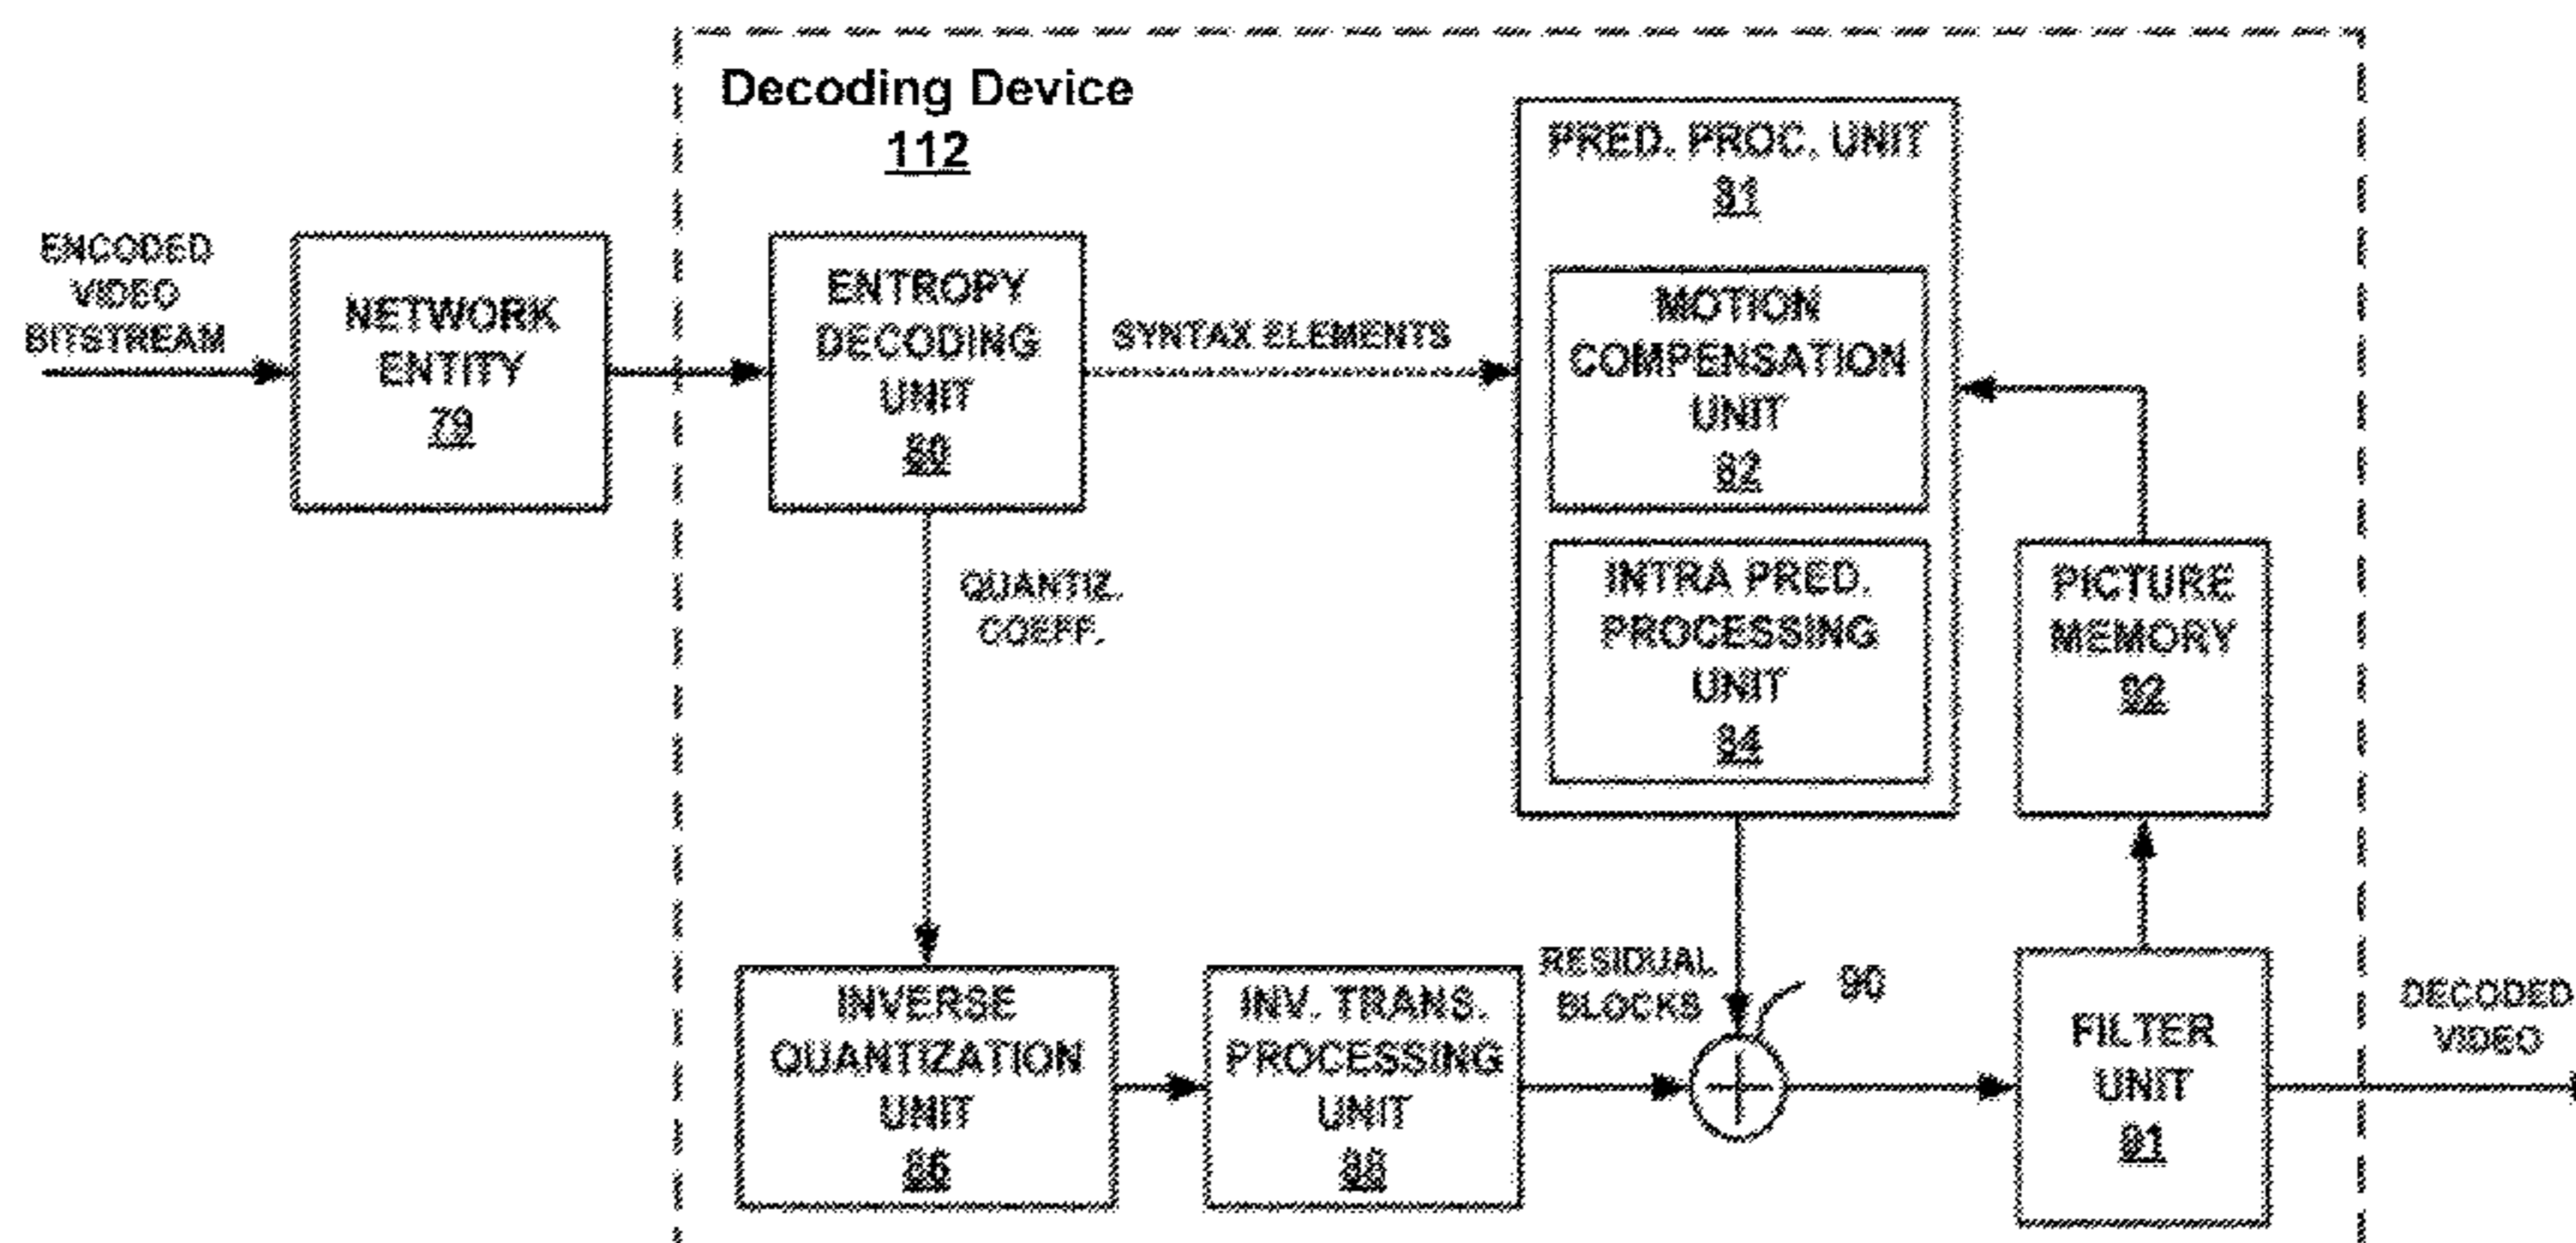 Decoding Device
112
ENCODED
VIDEO
BITSTREAM
NETWORK
ENTITY
79
ENTROPY
DECODING
UNIT
80
SYNTAX ELEMENTS
PRED. PROC. UNIT
81
MOTION
COMPENSATION
UNIT
82
INTRA PRED.
PROCESSING
UNIT
84
QUANTIZ.
COEFF.
PICTURE
MEMORY
92
INVERSE
QUANTIZATION
UNIT
86
INV. TRANS.
PROCESSING
UNIT
88
RESIDUAL
BLOCKS
90
FILTER
UNIT
91
DECODED
VIDEO